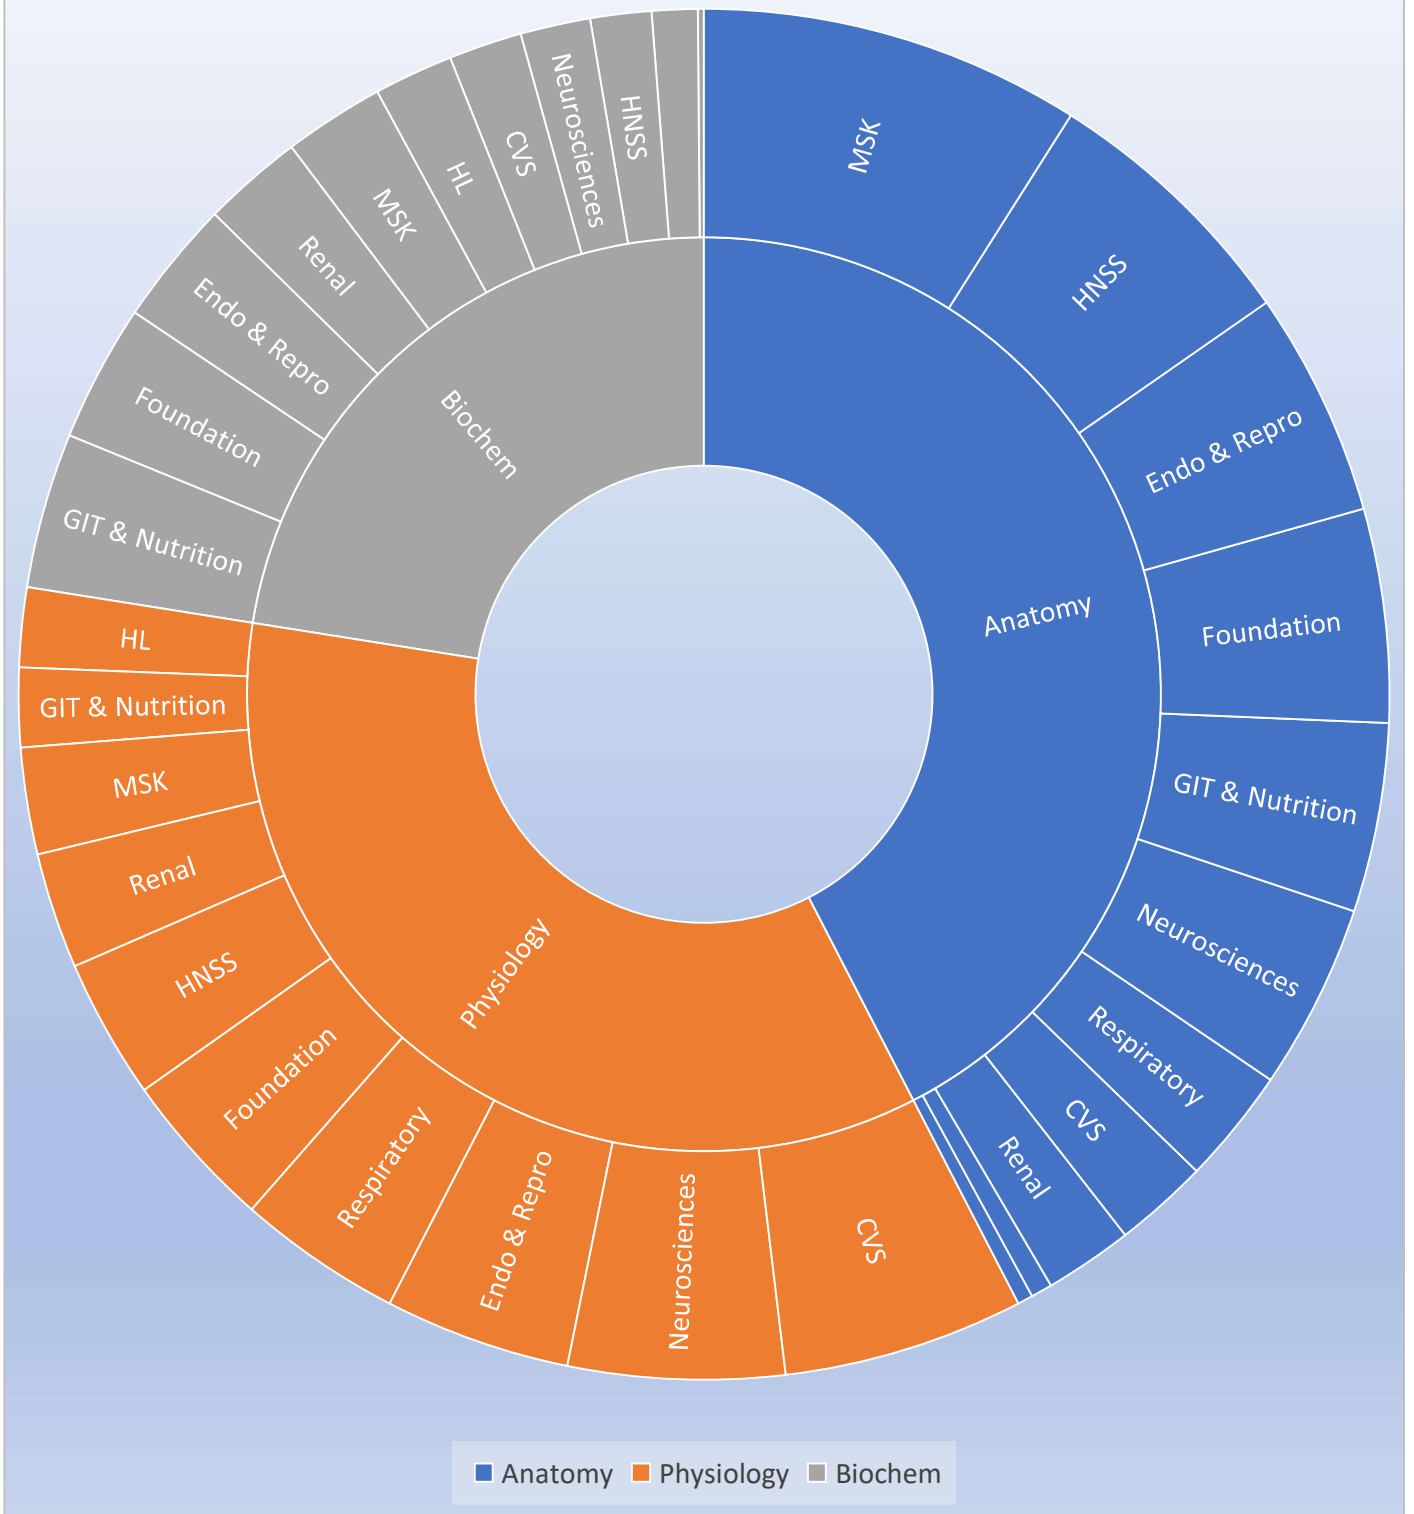 MSK
HNSS
Endo & Repro
Foundation
GIT & Nutrition
Neurosciences
Respiratory
CVS
Renal
Anatomy
CVS
Neurosciences
Endo & Repro
Respiratory
Foundation
HNSS
Renal
MSK
GIT & Nutrition
HL
Physiology
GIT & Nutrition
Foundation
Endo & Repro
Renal
MSK
HL
CVS
Neurosciences
HNSS
Biochem
Anatomy Physiology Biochem